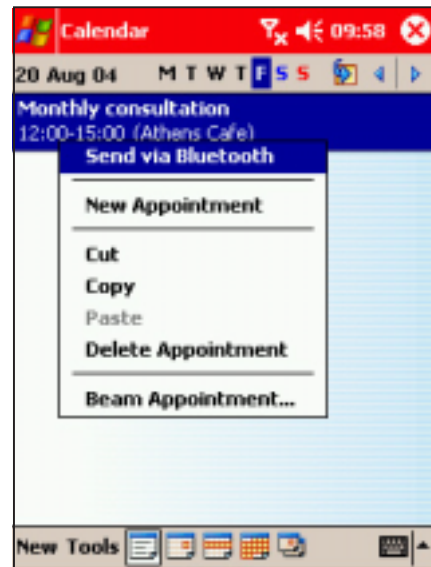 Calendar 09:58
20 Aug 04 M T W T F S S
Monthly consultation
12:00-15:00 (Athens Cafe)
Send via Bluetooth
New Appointment
Cut
Copy
Paste
Delete Appointment
Beam Appointment...
New Tools